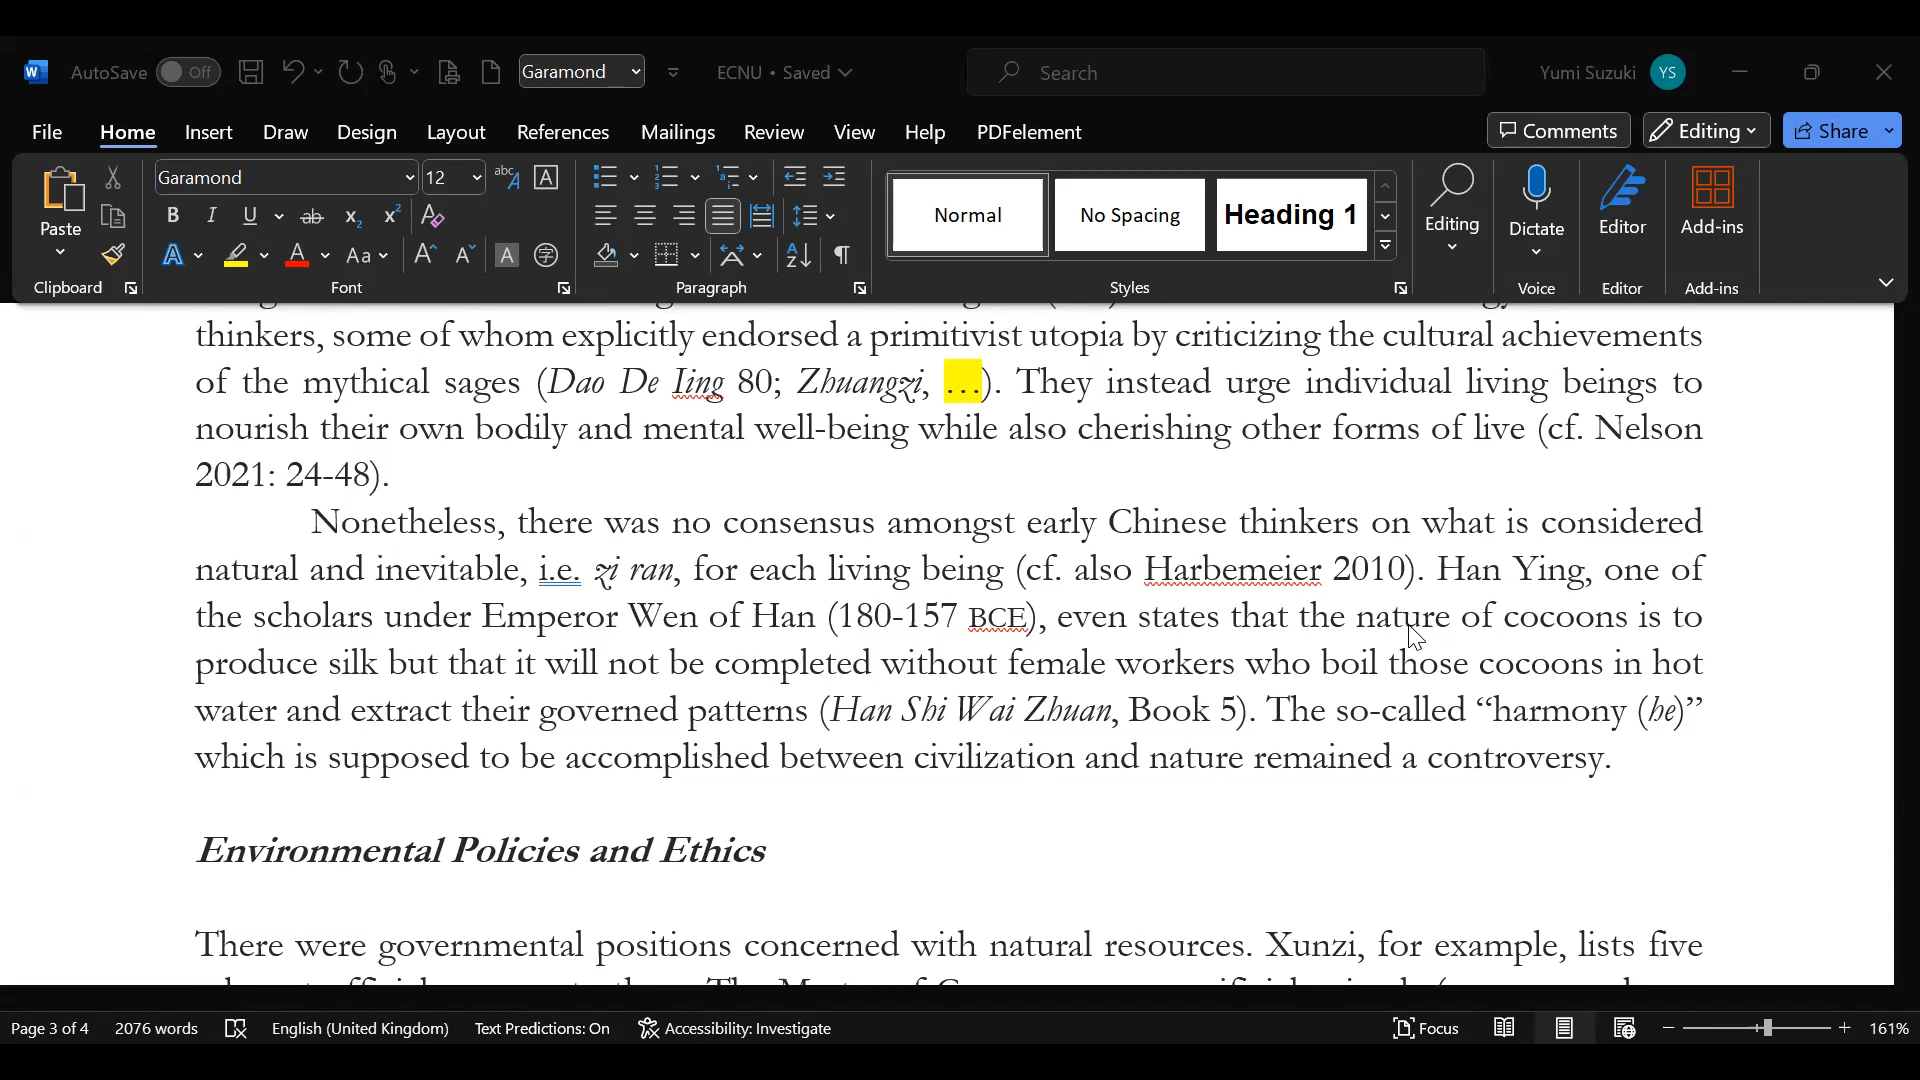 AutoSave Off Garamond ECNU • Saved Search Yumi Suzuki YS
File Home Insert Draw Design Layout References Mailings Review View Help PDFelement Comments Editing Share
Paste Garamond 12 Normal No Spacing Heading 1 Editing Dictate Editor Add-ins
Clipboard Font Paragraph Styles Voice Editor Add-ins
thinkers, some of whom explicitly endorsed a primitivist utopia by criticizing the cultural achievements
of the mythical sages (Dao De Iing 80; Zhuangzi, …). They instead urge individual living beings to
nourish their own bodily and mental well-being while also cherishing other forms of live (cf. Nelson
2021: 24-48).
Nonetheless, there was no consensus amongst early Chinese thinkers on what is considered
natural and inevitable, i.e. zi ran, for each living being (cf. also Harbemeier 2010). Han Ying, one of
the scholars under Emperor Wen of Han (180-157 BCE), even states that the nature of cocoons is to
produce silk but that it will not be completed without female workers who boil those cocoons in hot
water and extract their governed patterns (Han Shi Wai Zhuan, Book 5). The so-called “harmony (he)”
which is supposed to be accomplished between civilization and nature remained a controversy.
Environmental Policies and Ethics
There were governmental positions concerned with natural resources. Xunzi, for example, lists five
Page 3 of 4 2076 words English (United Kingdom) Text Predictions: On Accessibility: Investigate Focus 161%